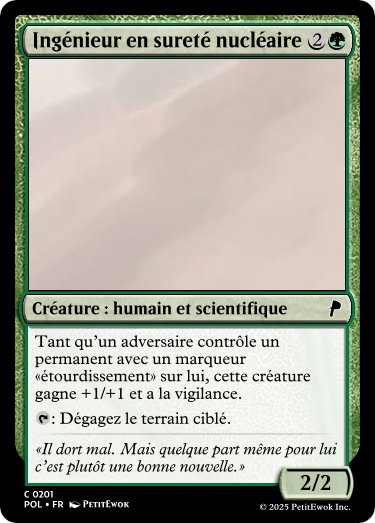 Ingénieur en sureté nucléaire 2
Créature : humain et scientifique
Tant qu'un adversaire contrôle un
permanent avec un marqueur
«étourdissement» sur lui, cette créature
gagne +1/+1 et a la vigilance.
: Dégagez le terrain ciblé.
«Il dort mal. Mais quelque part même pour lui
c'est plutôt une bonne nouvelle.»
2/2
C 0201
POL • FR PetitEwok
© 2025 PetitEwok Inc.